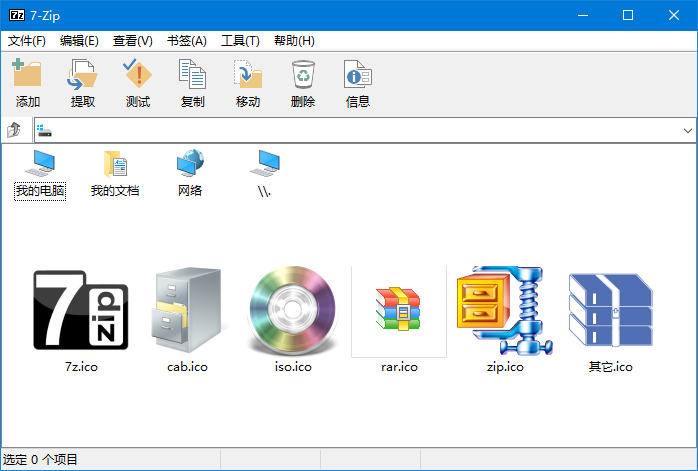 7z 7-Zip
文件(F) 编辑(E) 查看(V) 书签(A) 工具(T) 帮助(H)
添加 提取 测试 复制 移动 删除 信息
我的电脑 我的文档 网络 \\.
7 zip
7z.ico cab.ico iso.ico rar.ico zip.ico 其它.ico
选定 0 个项目